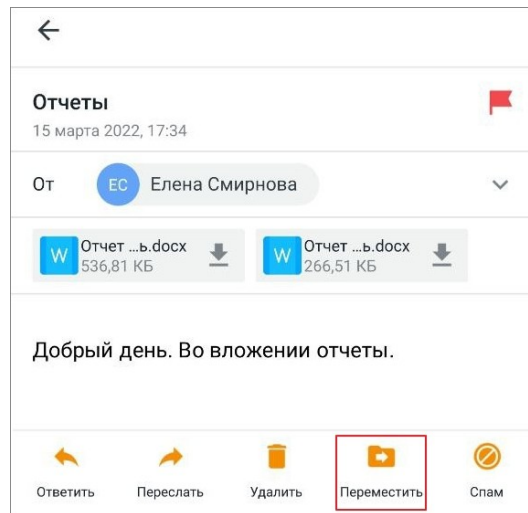 Отчеты
15 марта 2022, 17:34
От ЕС Елена Смирнова
W Отчет ...ь.docx W Отчет ...ь.docx
536,81 КБ 266,51 КБ
Добрый день. Во вложении отчеты.
Ответить Переслать Удалить Переместить Спам